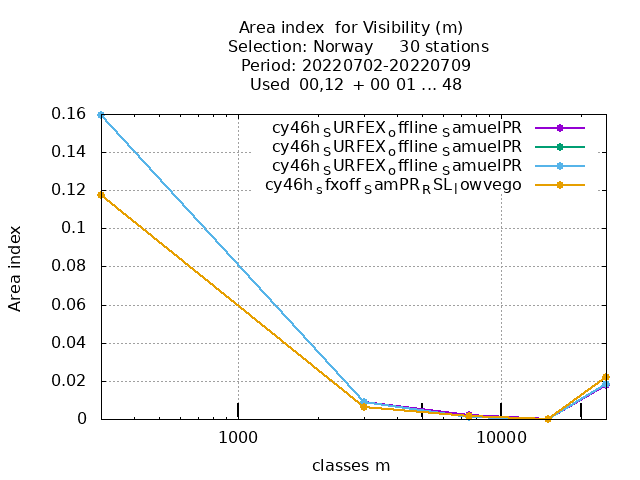 Area index  for Visibility (m)
Selection: Norway     30 stations
Period: 20220702-20220709
Used  00,12  + 00 01 ... 48
cy46h_SURFEX_offline_SamuelPR
cy46h_SURFEX_offline_SamuelPR
cy46h_SURFEX_offline_SamuelPR
cy46h_sfxoff_SamPR_RSL_lowvego
0.16
0.14
0.12
0.1
0.08
0.06
0.04
0.02
0
Area index
1000 10000
classes m